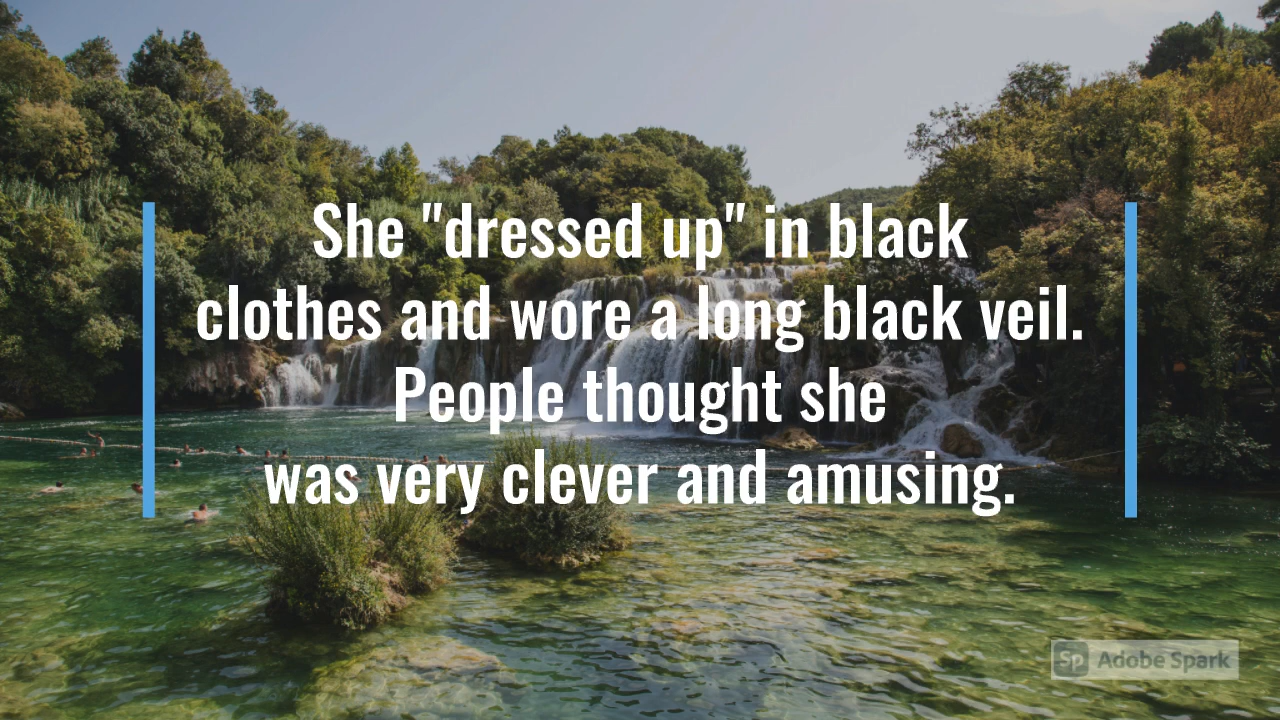 She "dressed up" in black
clothes and wore a long black veil.
People thought she
was very clever and amusing.
Sp Adobe Spark